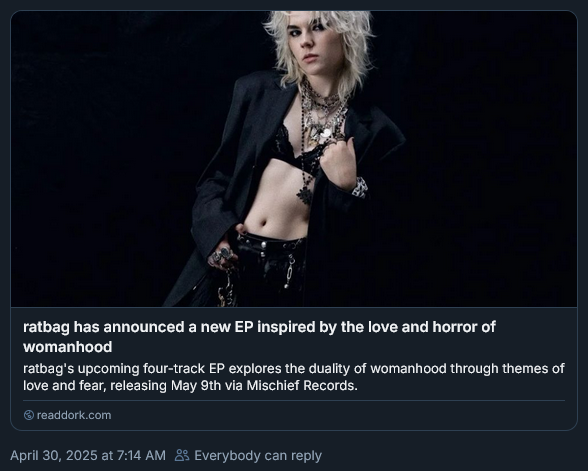 ratbag has announced a new EP inspired by the love and horror of
womanhood
ratbag's upcoming four-track EP explores the duality of womanhood through themes of
love and fear, releasing May 9th via Mischief Records.
readdork.com
April 30, 2025 at 7:14 AM Everybody can reply